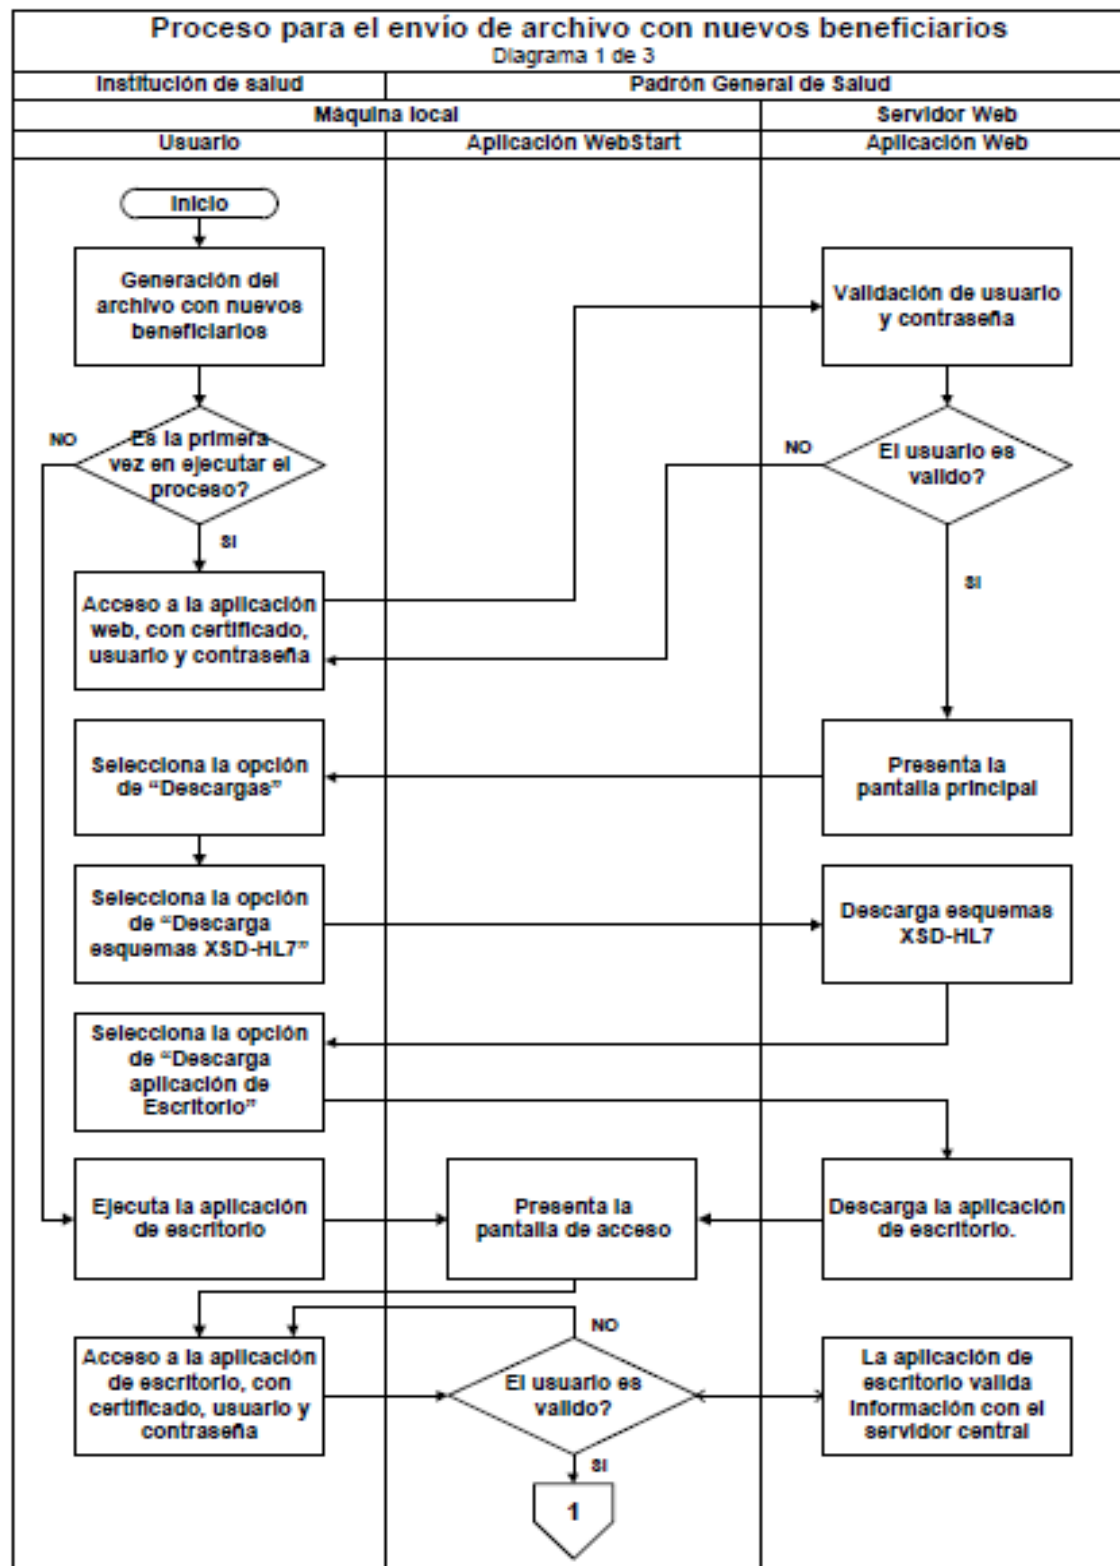 Proceso para el envío de archivo con nuevos beneficiarios
Diagrama 1 de 3
Institución de salud
Padrón General de Salud
Máquina local
Servidor Web
Usuario
Aplicación WebStart
Aplicación Web
Inicio
Generación del
archivo con nuevos
beneficiarios
Validación de usuario
y contraseña
NO
Es la primera
vez en ejecutar el
proceso?
SI
NO
El usuario es
valido?
SI
Acceso a la aplicación
web, con certificado,
usuario y contraseña
Selecciona la opción
de “Descargas”
Presenta la
pantalla principal
Selecciona la opción
de “Descarga
esquemas XSD-HL7”
Descarga esquemas
XSD-HL7
Selecciona la opción
de “Descarga
aplicación de
Escritorio”
Ejecuta la aplicación
de escritorio
Presenta la
pantalla de acceso
Descarga la aplicación
de escritorio.
Acceso a la aplicación
de escritorio, con
certificado, usuario y
contraseña
NO
El usuario es
valido?
SI
La aplicación de
escritorio valida
información con el
servidor central
1